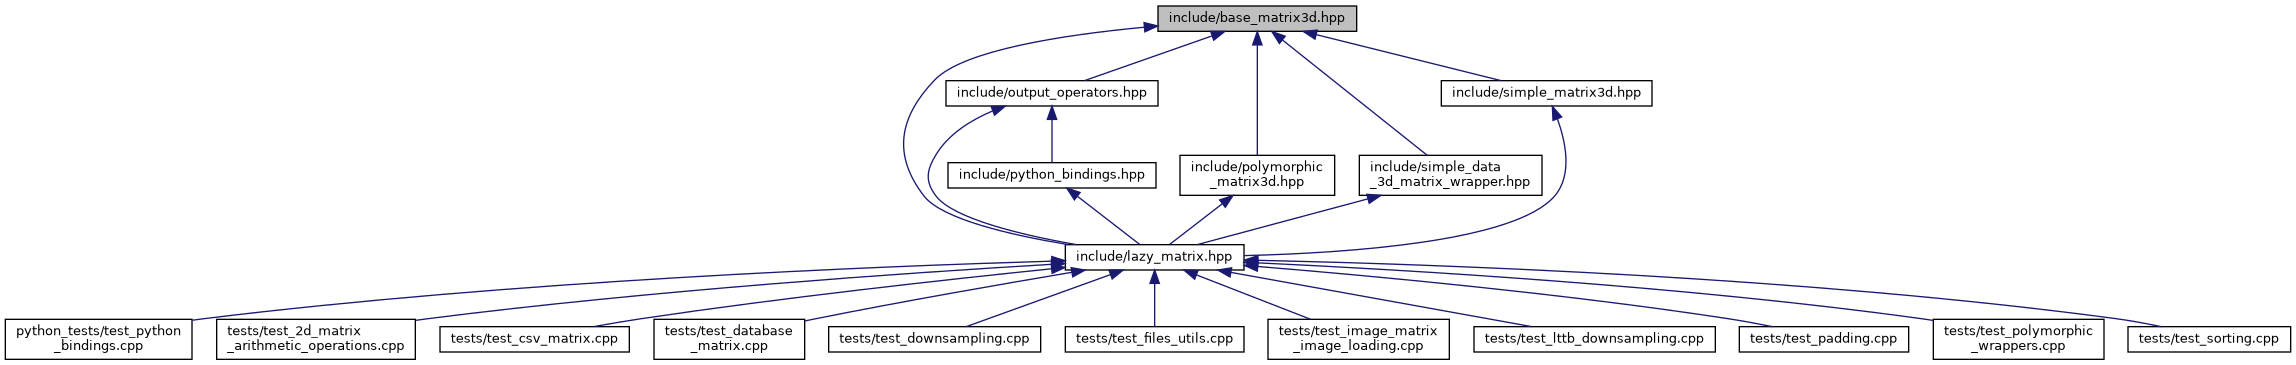 include/base_matrix3d.hpp
include/output_operators.hpp
include/simple_matrix3d.hpp
include/python_bindings.hpp
include/polymorphic
_matrix3d.hpp
include/simple_data
_3d_matrix_wrapper.hpp
include/lazy_matrix.hpp
python_tests/test_python
_bindings.cpp
tests/test_2d_matrix
_arithmetic_operations.cpp
tests/test_csv_matrix.cpp
tests/test_database
_matrix.cpp
tests/test_downsampling.cpp
tests/test_files_utils.cpp
tests/test_image_matrix
_image_loading.cpp
tests/test_lttb_downsampling.cpp
tests/test_padding.cpp
tests/test_polymorphic
_wrappers.cpp
tests/test_sorting.cpp